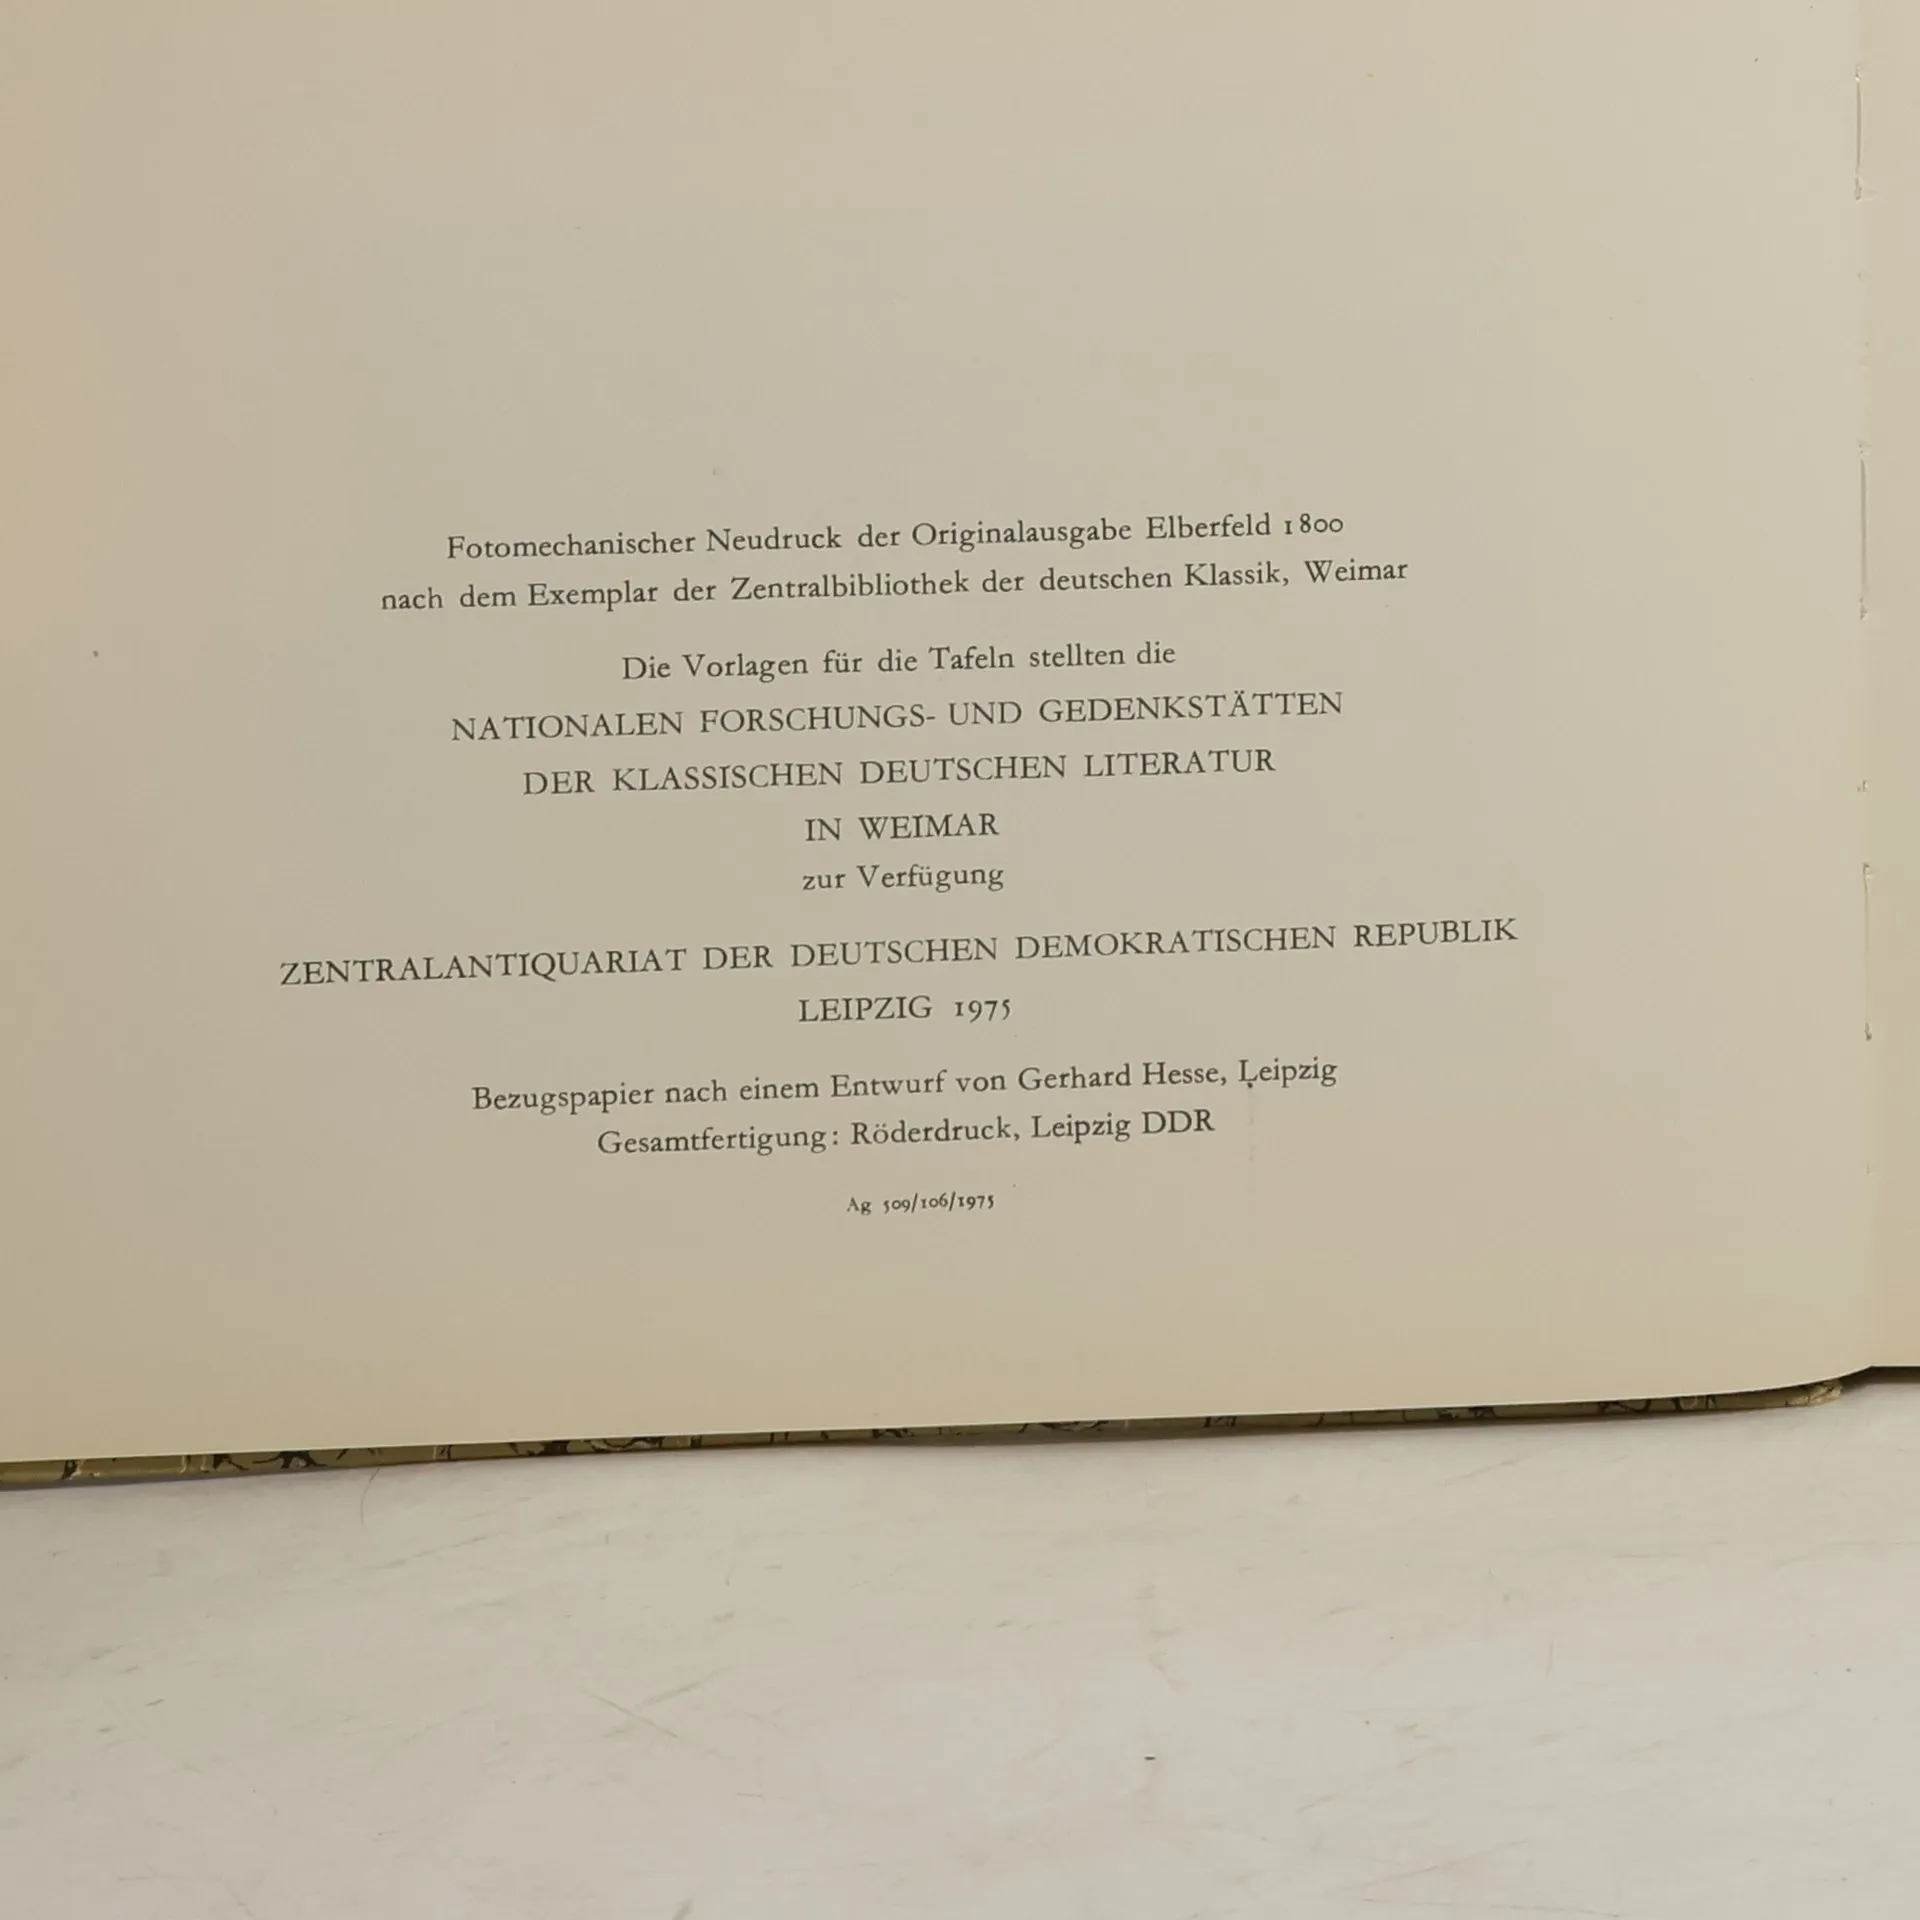 Fotomechanischer Neudruck der Originalausgabe Elberfeld 1800
nach dem Exemplar der Zentralbibliothek der deutschen Klassik, Weimar
Die Vorlagen für die Tafeln stellten die
NATIONALEN FORSCHUNGS- UND GEDENKSTÄTTEN
DER KLASSISCHEN DEUTSCHEN LITERATUR
IN WEIMAR
zur Verfügung
ZENTRALANTIQUARIAT DER DEUTSCHEN DEMOKRATISCHEN REPUBLIK
LEIPZIG 1975
Bezugspapier nach einem Entwurf von Gerhard Hesse, Leipzig
Gesamtfertigung: Röderdruck, Leipzig DDR
Ag 509/106/1975